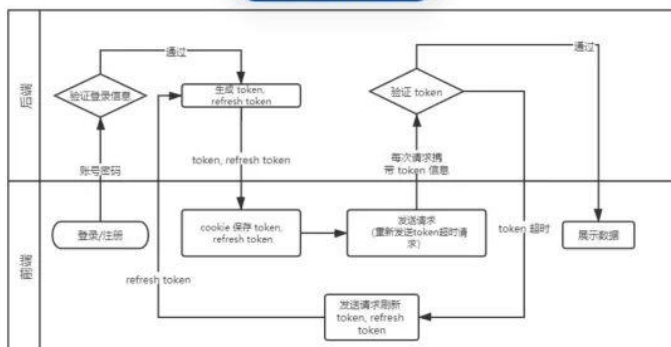 后端
通过
验证登录信息
生成 token,
refresh token
验证 token
通过
账号密码
token, refresh token
每次请求携
带 token 信息
前端
登录/注册
cookie 保存 token,
refresh token
发送请求
(重新发送token超时请
求)
token 超时
展示数据
refresh token
发送请求刷新
token, refresh
token